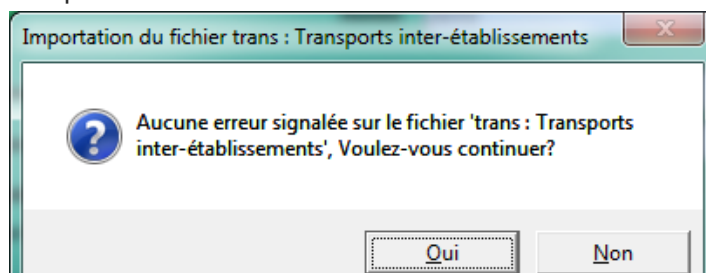 Importation du fichier trans : Transports inter-établissements
Aucune erreur signalée sur le fichier 'trans : Transports
inter-établissements', Voulez-vous continuer?
Oui
Non